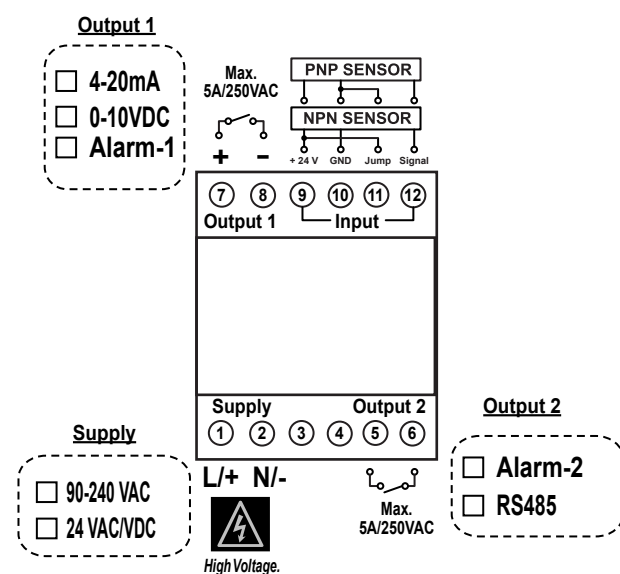 Output 1
4-20mA
0-10VDC
Alarm-1
Max.
5A/250VAC
+ -
PNP SENSOR
NPN SENSOR
+ 24 V GND Jump Signal
7 8 9 10 11 12
Output 1 Input
Supply Output 2
1 2 3 4 5 6
L/+ N/-
High Voltage.
Max.
5A/250VAC
Supply
90-240 VAC
24 VAC/VDC
Output 2
Alarm-2
RS485